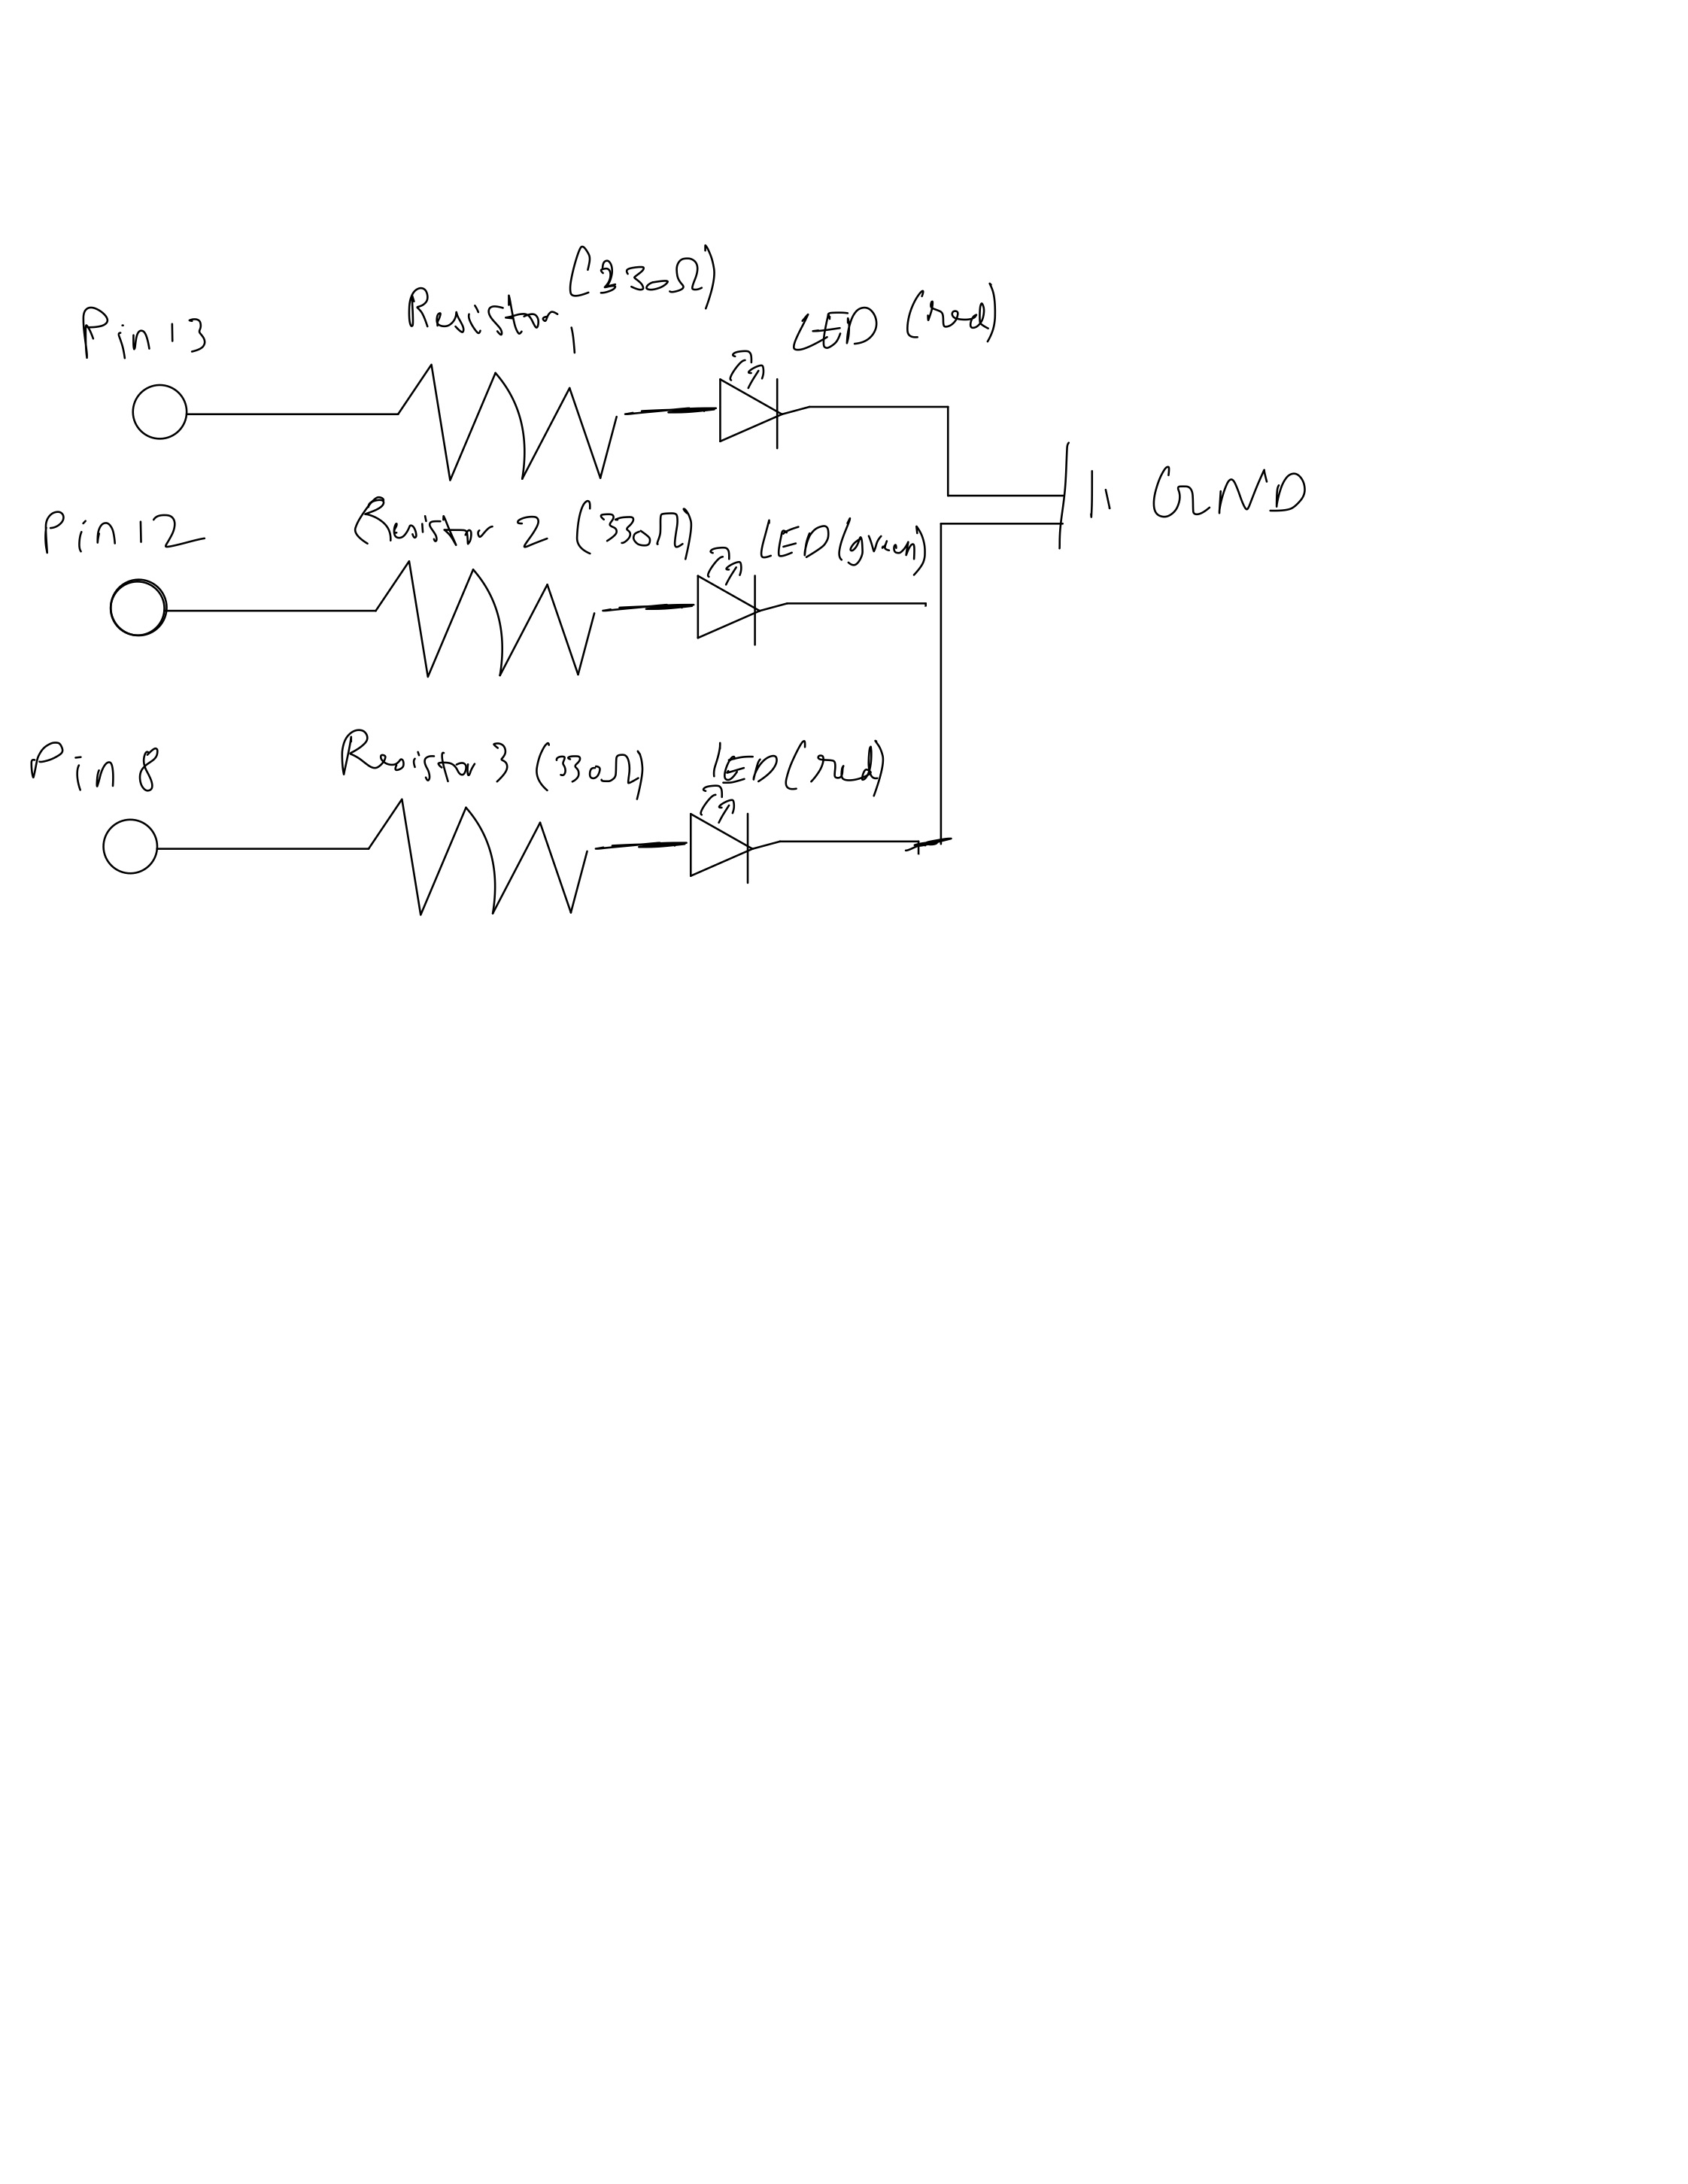 Pin 13 Resistor 1 (330Ω) LED (red)
GND
Pin 12 Resistor 2 (330Ω) LED (green)
Pin 8 Resistor 3 (330Ω) LED (red)